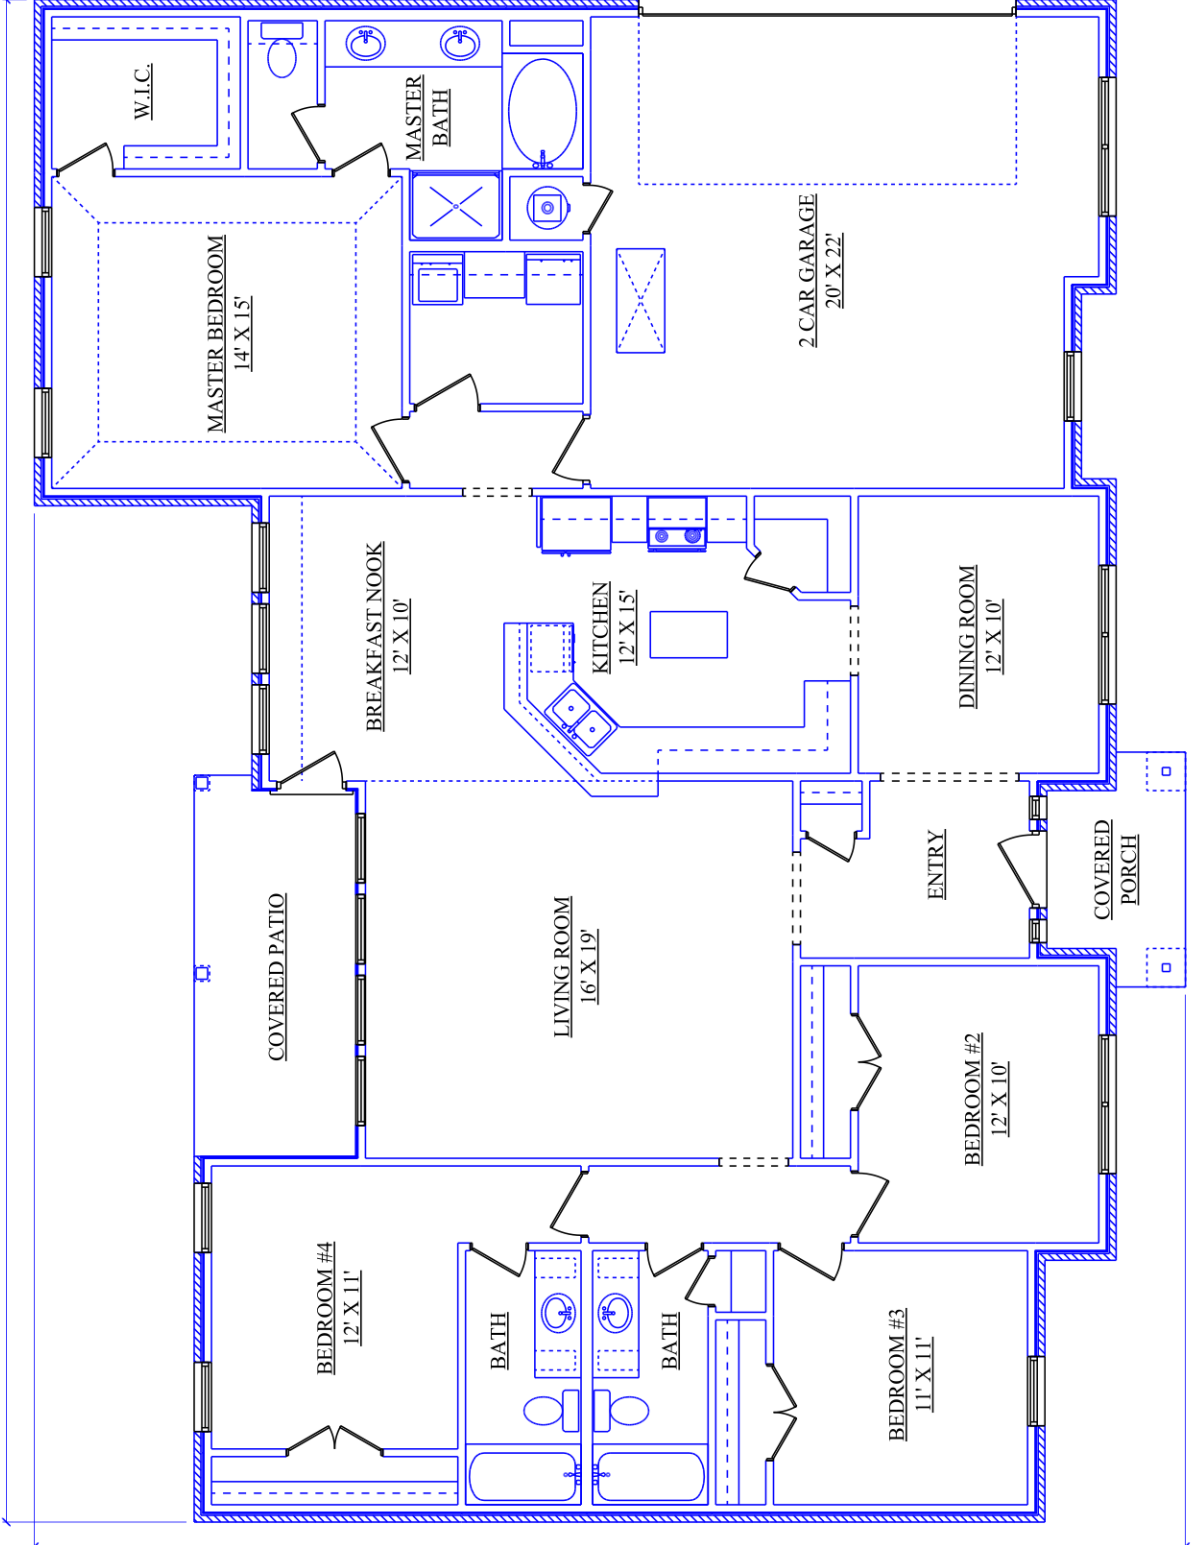 W.I.C.
MASTER
BATH
MASTER BEDROOM
14' X 15'
2 CAR GARAGE
20' X 22'
BREAKFAST NOOK
12' X 10'
KITCHEN
12' X 15'
DINING ROOM
12' X 10'
COVERED PATIO
LIVING ROOM
16' X 19'
ENTRY
COVERED
PORCH
BEDROOM #2
12' X 10'
BEDROOM #4
12' X 11'
BATH
BATH
BEDROOM #3
11' X 11'